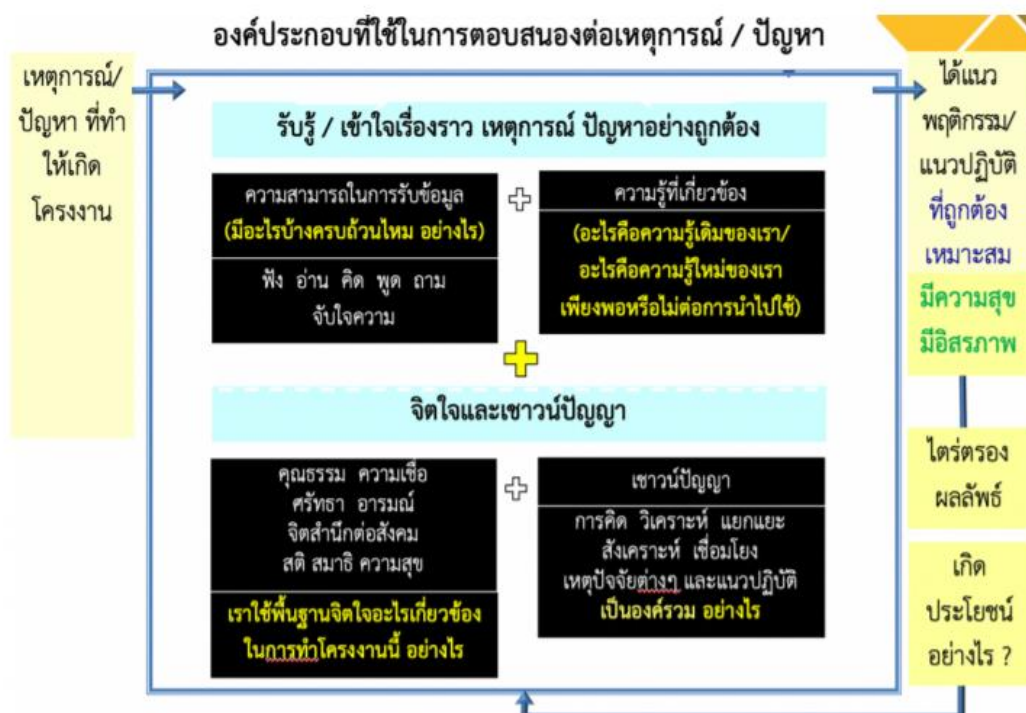 องค์ประกอบที่ใช้ในการตอบสนองต่อเหตุการณ์ / ปัญหา
เหตุการณ์/
ปัญหา ที่ทำ
ให้เกิด
โครงงาน
รับรู้ / เข้าใจเรื่องราว เหตุการณ์ ปัญหาอย่างถูกต้อง
ความสามารถในการรับข้อมูล
(มีอะไรบ้างครบถ้วนไหม อย่างไร)
ฟัง อ่าน คิด พูด ถาม
จับใจความ
ความรู้ที่เกี่ยวข้อง
(อะไรคือความรู้เดิมของเรา/
อะไรคือความรู้ใหม่ของเรา
เพียงพอหรือไม่ต่อการนำไปใช้)
จิตใจและเชาวน์ปัญญา
คุณธรรม ความเชื่อ
ศรัทธา อารมณ์
จิตสำนึกต่อสังคม
สติ สมาธิ ความสุข
เราใช้พื้นฐานจิตใจอะไรเกี่ยวข้อง
ในการทำโครงงานนี้ อย่างไร
เชาวน์ปัญญา
การคิด วิเคราะห์ แยกแยะ
สังเคราะห์ เชื่อมโยง
เหตุปัจจัยต่างๆ และแนวปฏิบัติ
เป็นองค์รวม อย่างไร
ได้แนว
พฤติกรรม/
แนวปฏิบัติ
ที่ถูกต้อง
เหมาะสม
มีความสุข
มีอิสรภาพ
ไตร่ตรอง
ผลลัพธ์
เกิด
ประโยชน์
อย่างไร ?